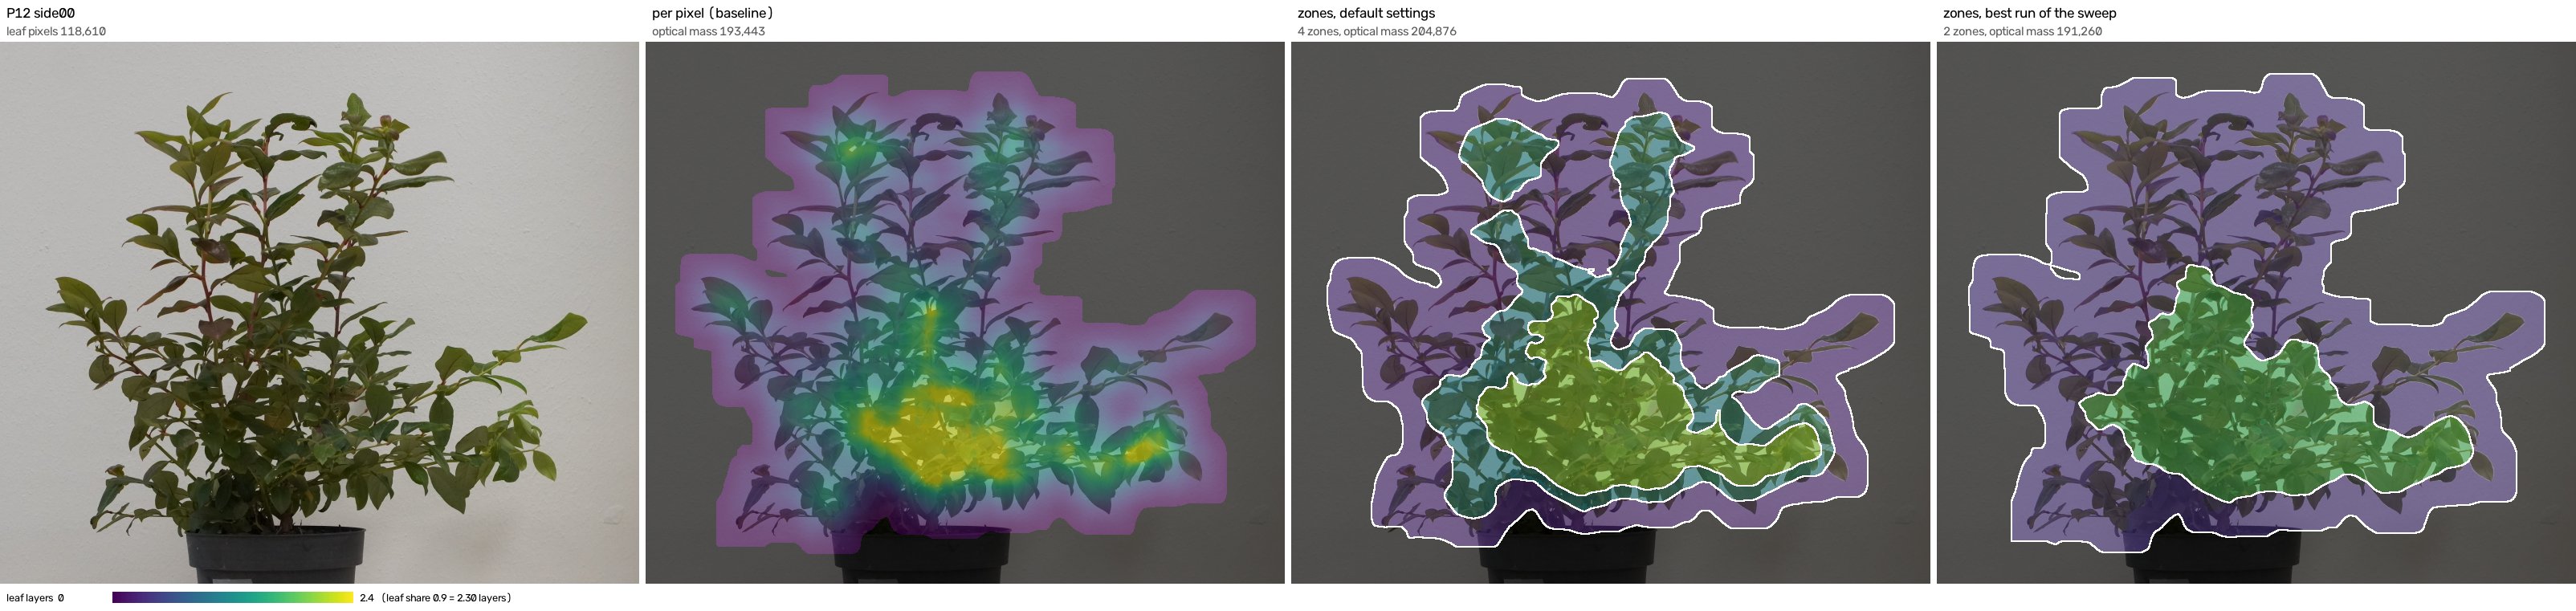 P12 side00
leaf pixels 118,610
per pixel (baseline)
optical mass 193,443
zones, default settings
4 zones, optical mass 204,876
zones, best run of the sweep
2 zones, optical mass 191,260
leaf layers 0
2.4 (leaf share 0.9 = 2.30 layers)